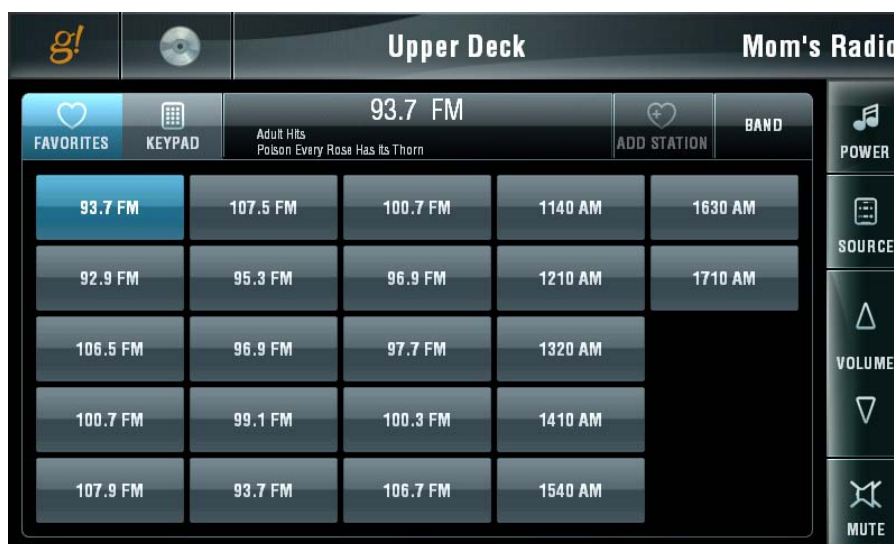 g!
Upper Deck
Mom's Radio
FAVORITES
KEYPAD
93.7 FM
Adult Hits
Poison Every Rose Has Its Thorn
ADD STATION
BAND
POWER
93.7 FM 107.5 FM 100.7 FM 1140 AM 1630 AM
SOURCE
92.9 FM 95.3 FM 96.9 FM 1210 AM 1710 AM
106.5 FM 96.9 FM 97.7 FM 1320 AM
VOLUME
100.7 FM 99.1 FM 100.3 FM 1410 AM
107.9 FM 93.7 FM 106.7 FM 1540 AM
MUTE